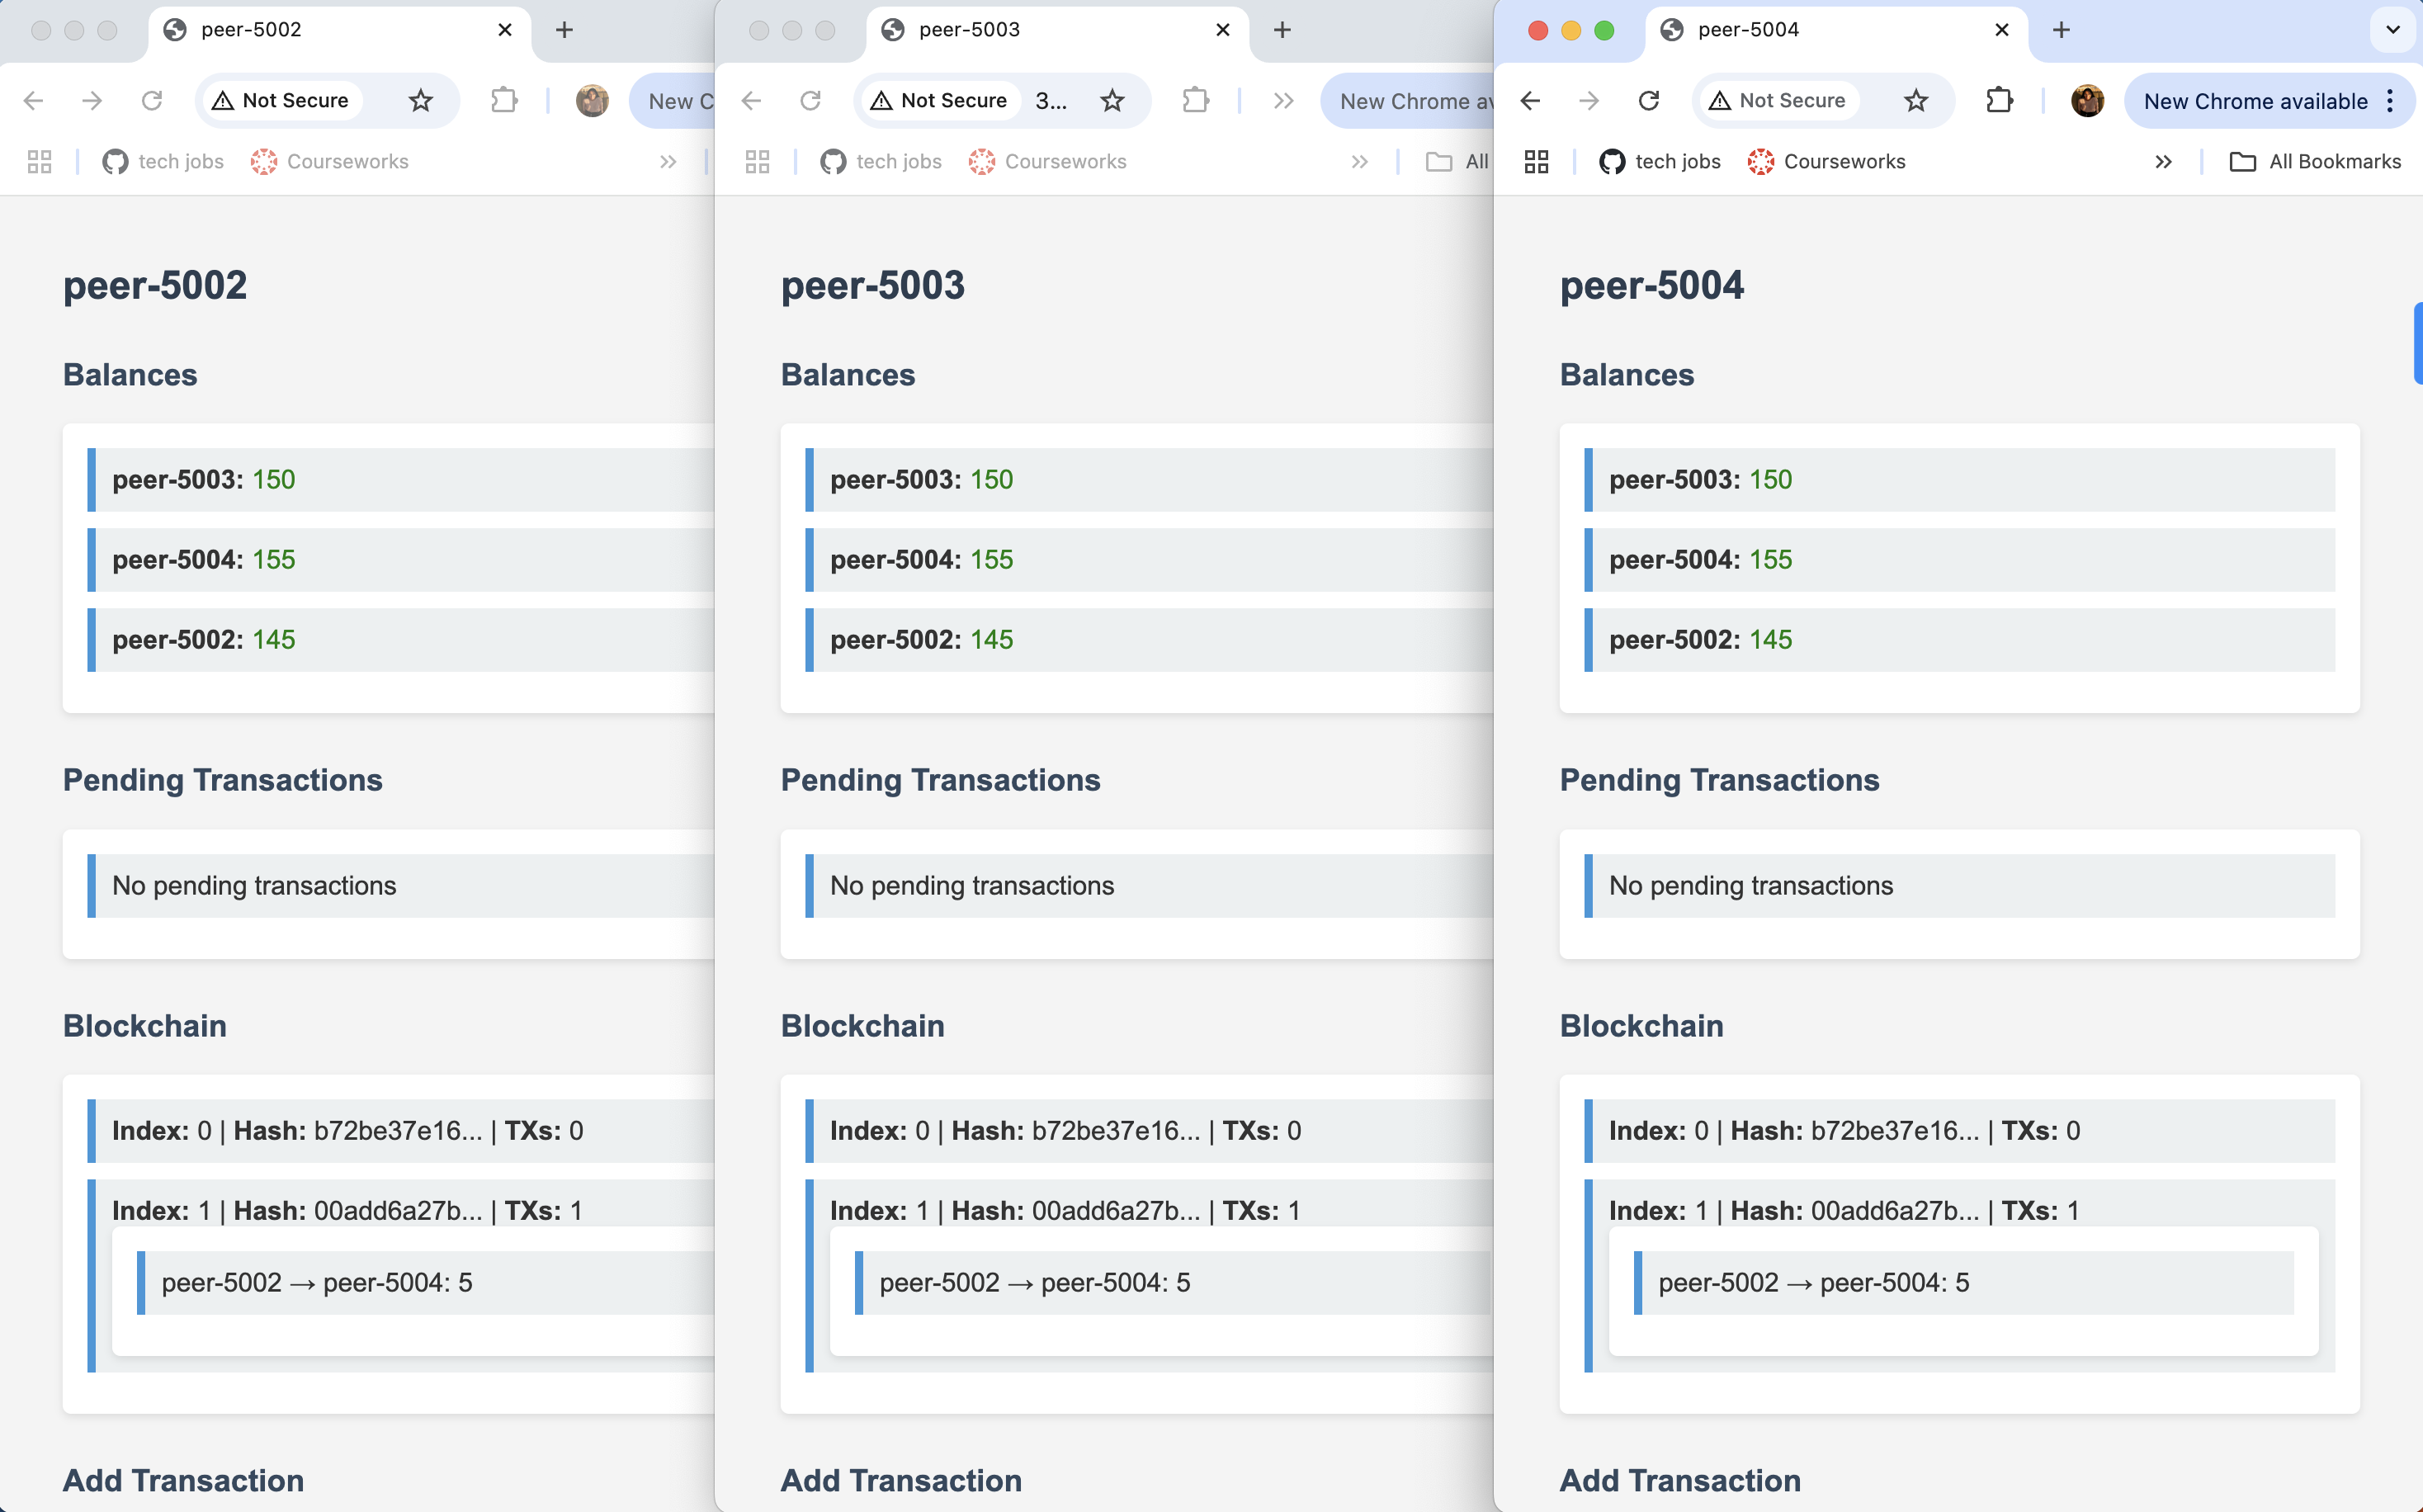 peer-5002
Not Secure
New C
tech jobs
Courseworks
peer-5002
Balances
peer-5003: 150
peer-5004: 155
peer-5002: 145
Pending Transactions
No pending transactions
Blockchain
Index: 0 | Hash: b72be37e16... | TXs: 0
Index: 1 | Hash: 00add6a27b... | TXs: 1
peer-5002 → peer-5004: 5
Add Transaction
peer-5003
Not Secure 3...
New Chrome av
tech jobs
Courseworks
All
peer-5003
Balances
peer-5003: 150
peer-5004: 155
peer-5002: 145
Pending Transactions
No pending transactions
Blockchain
Index: 0 | Hash: b72be37e16... | TXs: 0
Index: 1 | Hash: 00add6a27b... | TXs: 1
peer-5002 → peer-5004: 5
Add Transaction
peer-5004
Not Secure
New Chrome available
tech jobs
Courseworks
All Bookmarks
peer-5004
Balances
peer-5003: 150
peer-5004: 155
peer-5002: 145
Pending Transactions
No pending transactions
Blockchain
Index: 0 | Hash: b72be37e16... | TXs: 0
Index: 1 | Hash: 00add6a27b... | TXs: 1
peer-5002 → peer-5004: 5
Add Transaction